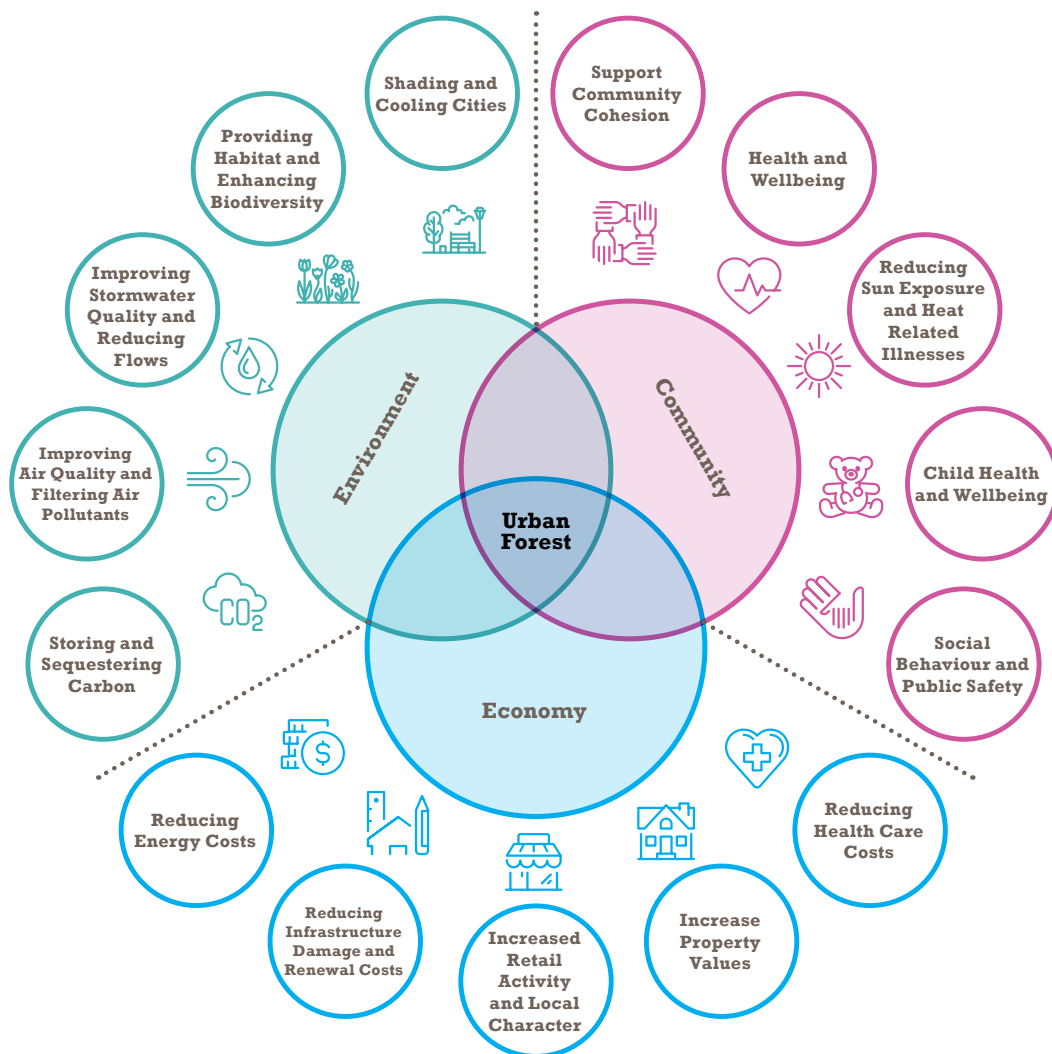 Shading and
Cooling Cities
Support
Community
Cohesion
Providing
Habitat and
Enhancing
Biodiversity
Health and
Wellbeing
Improving
Stormwater
Quality and
Reducing
Flows
Reducing
Sun Exposure
and Heat
Related
Illnesses
Environment
Community
Improving
Air Quality and
Filtering Air
Pollutants
Child Health
and Wellbeing
Urban
Forest
CO2
Storing and
Sequestering
Carbon
Social
Behaviour and
Public Safety
Economy
$
Reducing
Energy Costs
Reducing
Health Care
Costs
Reducing
Infrastructure
Damage and
Renewal Costs
Increased
Retail
Activity
and Local
Character
Increase
Property
Values